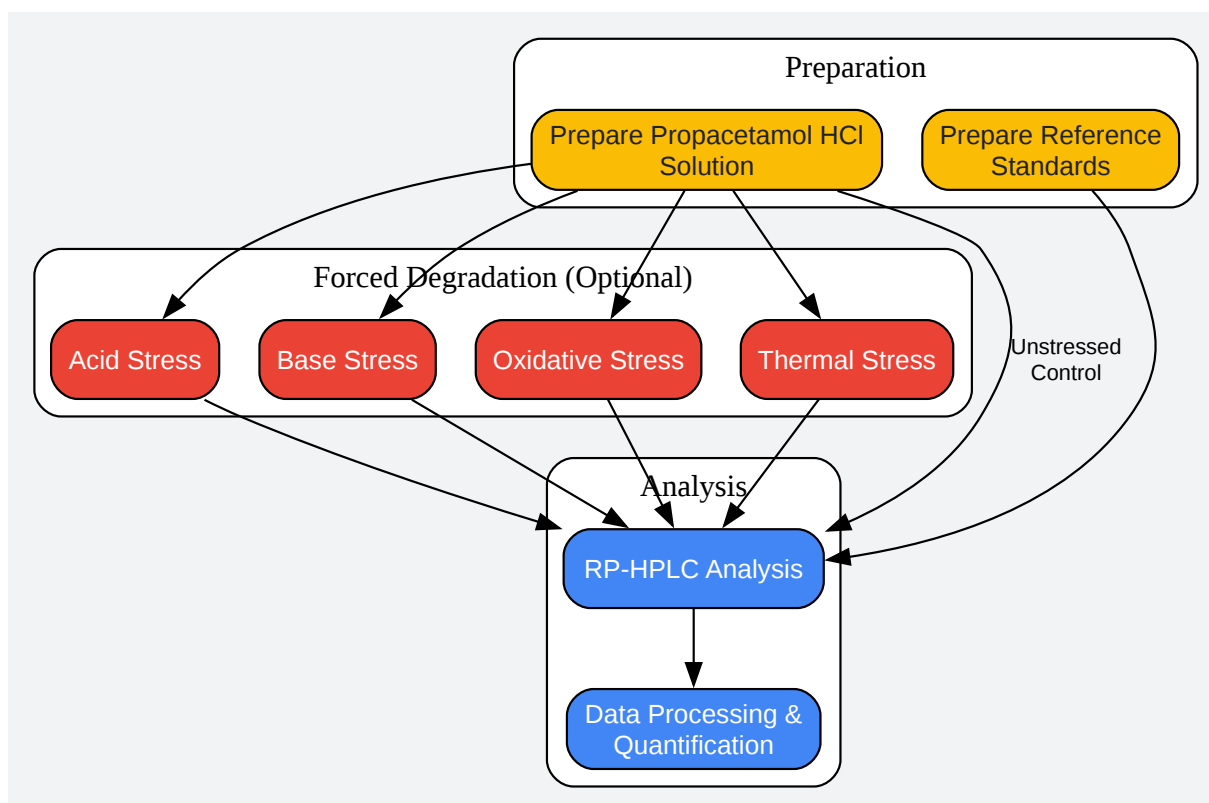 Preparation
Prepare Propacetamol HCl
Solution
Prepare Reference
Standards
Forced Degradation (Optional)
Acid Stress
Base Stress
Oxidative Stress
Thermal Stress
Unstressed
Control
Analysis
RP-HPLC Analysis
Data Processing &
Quantification